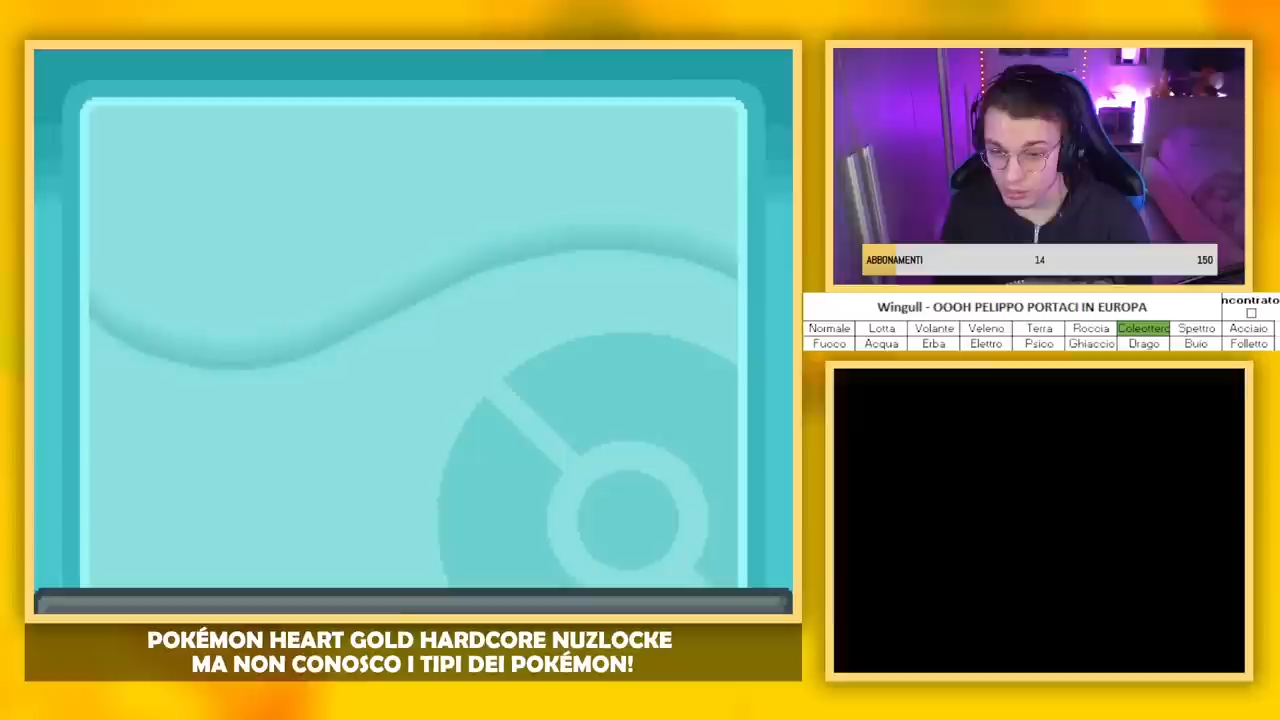 ABBONAMENTI 14 150
Wingull - OOOH PELIPPO PORTACI IN EUROPA
ncontrato
Normale Lotta Volante Veleno Terra Roccia Coleottero Spettro Acciaio
Fuoco Acqua Erba Elettro Psico Ghiaccio Drago Buio Folletto
POKÉMON HEART GOLD HARDCORE NUZLOCKE
MA NON CONOSCO I TIPI DEI POKÉMON!